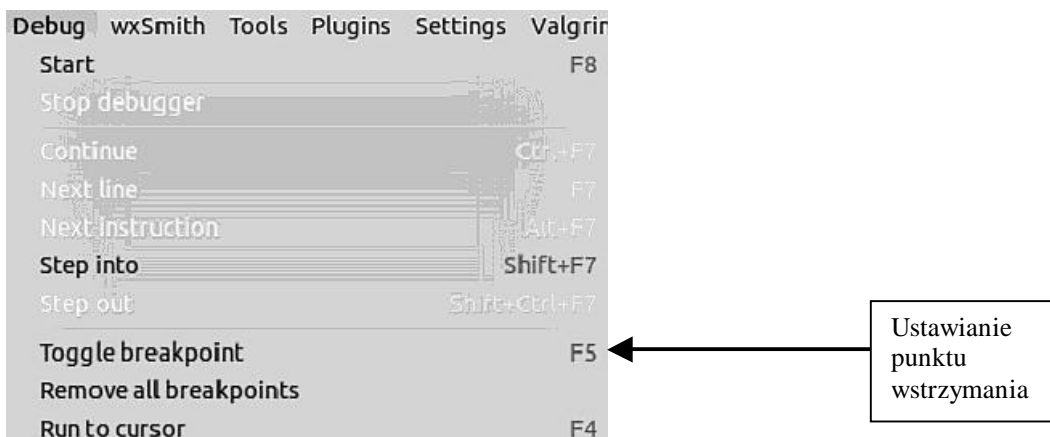 Debug wxSmith Tools Plugins Settings Valgrin
Start F8
Stop debugger
Continue Ctrl+F7
Next line F7
Next instruction Alt+F7
Step into Shift+F7
Step out Shift+Ctrl+F7
Toggle breakpoint F5
Remove all breakpoints
Run to cursor F4
Ustawianie
punktu
wstrzymania